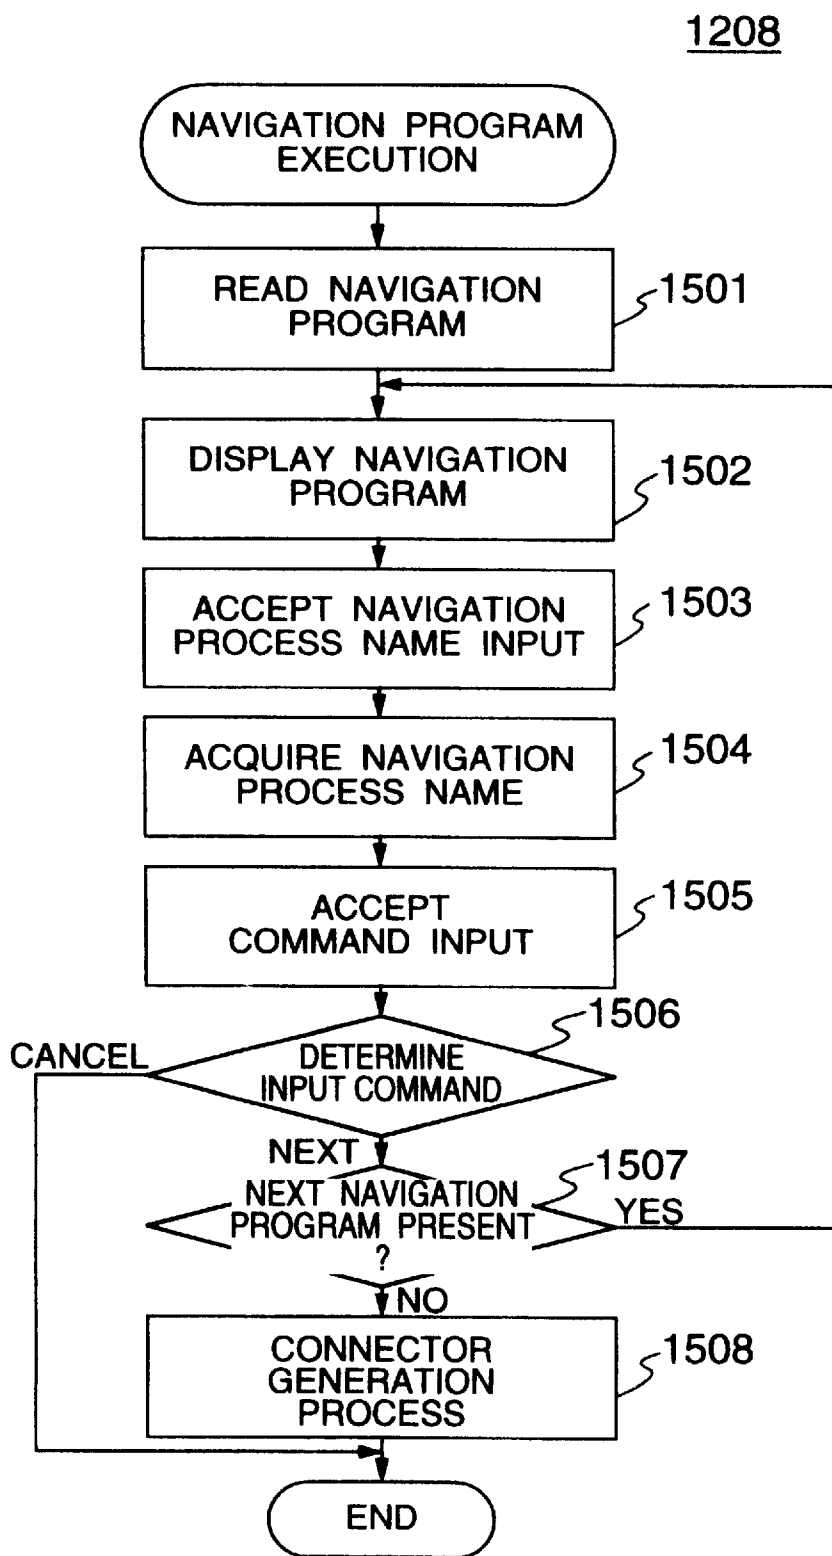 1208
NAVIGATION PROGRAM
EXECUTION
READ NAVIGATION
PROGRAM
1501
DISPLAY NAVIGATION
PROGRAM
1502
ACCEPT NAVIGATION
PROCESS NAME INPUT
1503
ACQUIRE NAVIGATION
PROCESS NAME
1504
ACCEPT
COMMAND INPUT
1505
1506
CANCEL
DETERMINE
INPUT COMMAND
NEXT
1507
NEXT NAVIGATION
PROGRAM PRESENT
?
YES
NO
CONNECTOR
GENERATION
PROCESS
1508
END